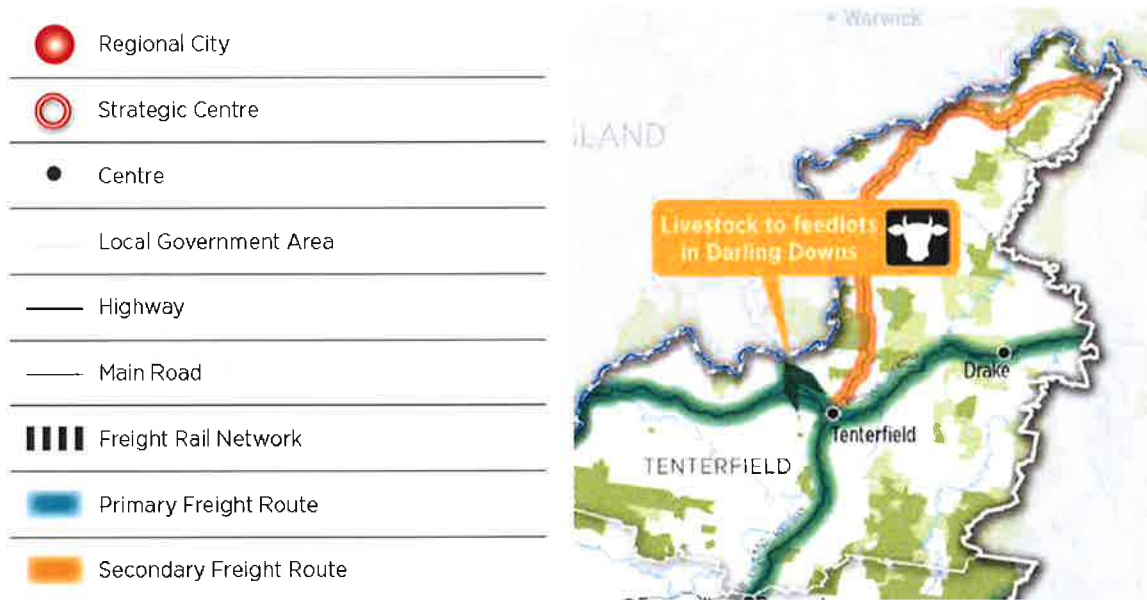 Regional City
Strategic Centre
Centre
Local Government Area
Highway
Main Road
Freight Rail Network
Primary Freight Route
Secondary Freight Route
Warwick
Livestock to feedlots
in Darling Downs
Drake
Tenterfield
TENTERFIELD